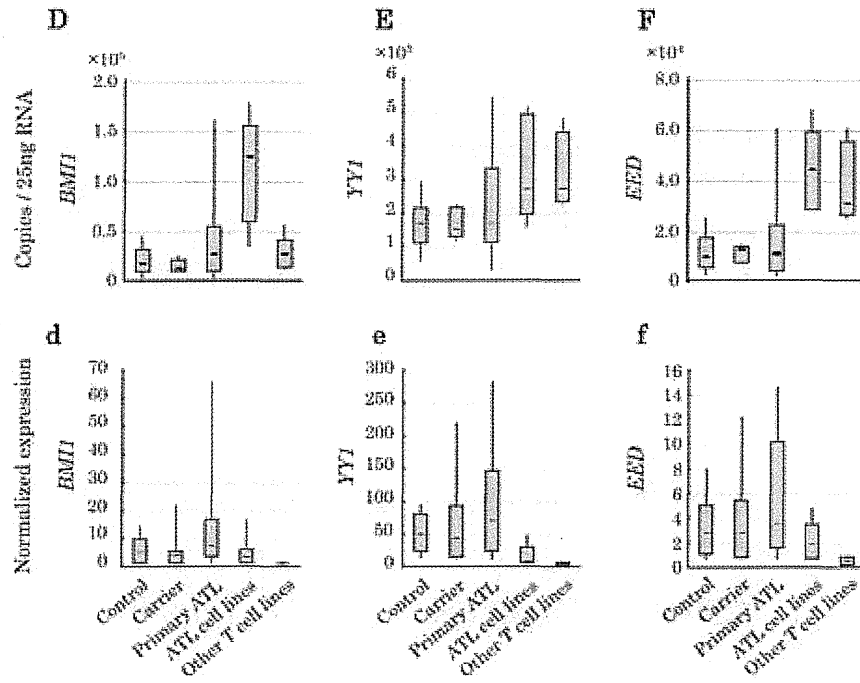 D
E
F
×10⁵
×10³
×10⁴
Copies / 25ng RNA
BMI1
2.0
1.5
1.0
0.5
0
YY1
6
5
4
3
2
1
0
EED
8.0
6.0
4.0
2.0
0
d
e
f
Normalized expression
BMI1
70
60
50
40
30
20
10
0
YY1
300
250
200
150
100
50
0
EED
16
14
12
10
8
6
4
2
0
Control
Carrier
Primary ATL
ATL cell lines
Other T cell lines
Control
Carrier
Primary ATL
ATL cell lines
Other T cell lines
Control
Carrier
Primary ATL
ATL cell lines
Other T cell lines